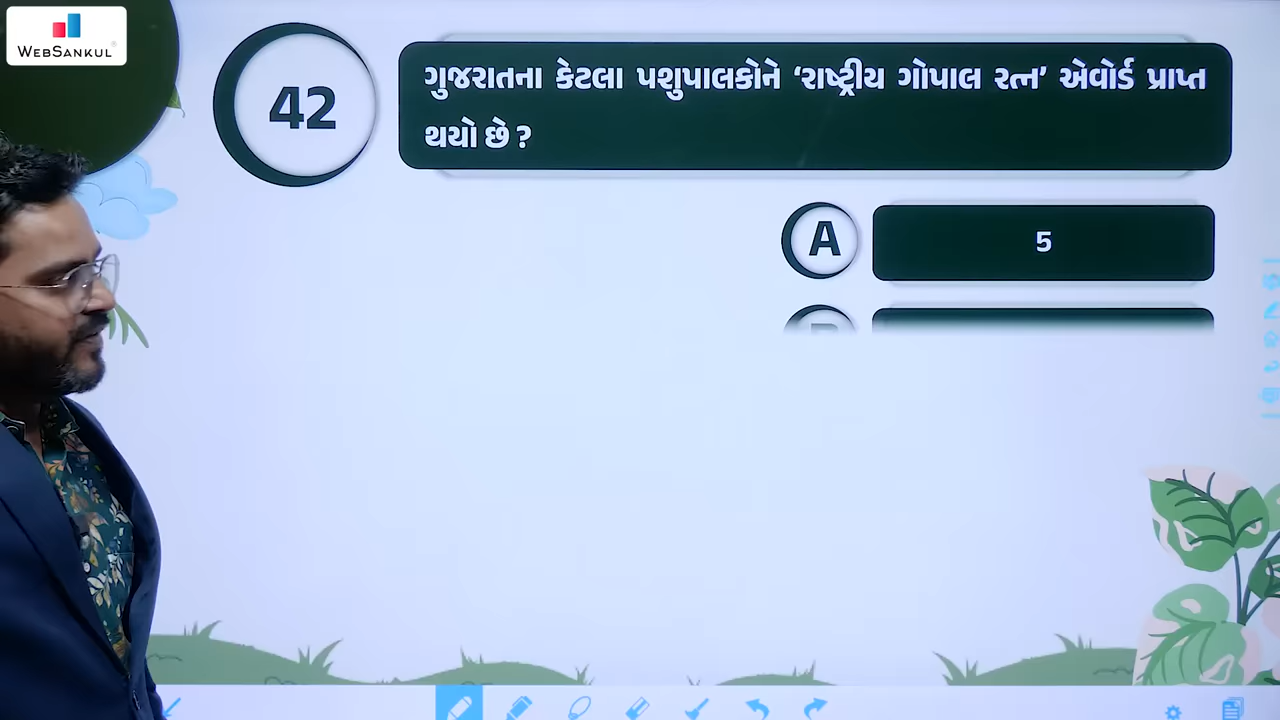 WEBSANKUL
42
ગુજરાતના કેટલા પશુપાલકોને ‘રાષ્ટ્રીય ગોપાલ રત્ન’ એવોર્ડ પ્રાપ્ત
થયો છે ?
A
5